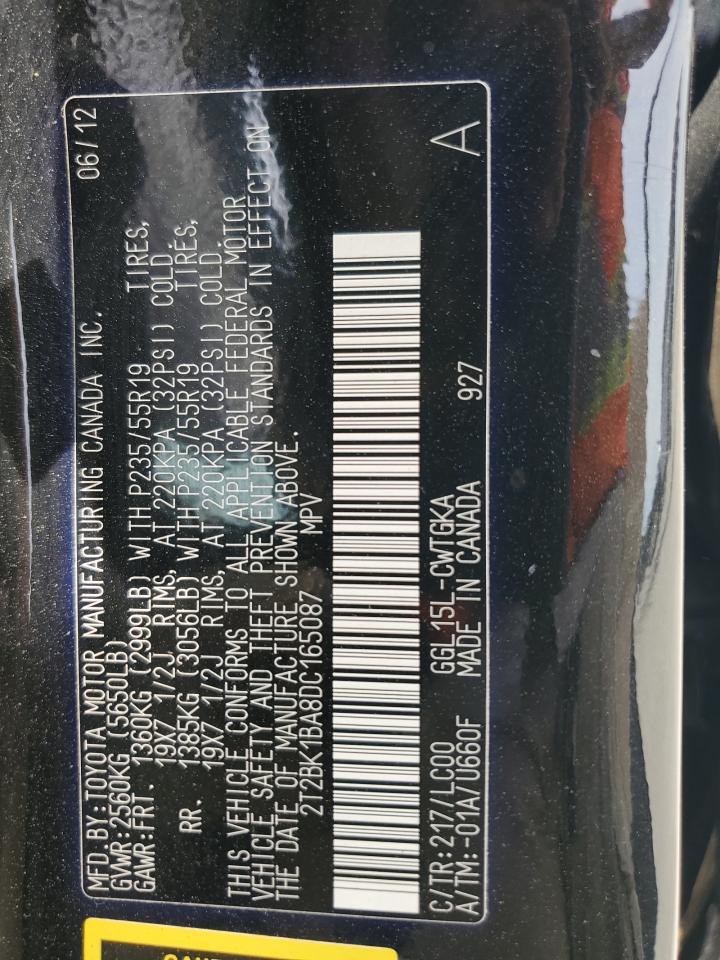 MFD.BY:TOYOTA MOTOR MANUFACTURING CANADA INC. 06/12
GVWR:2560KG (5650LB)
GAWR:FRT. 1360KG (2999LB) WITH P235/55R19 TIRES,
19X7 1/2J RIMS, AT 220KPA (32PSI) COLD
RR. 1385KG (3056LB) WITH P235/55R19 TIRES,
19X7 1/2J RIMS, AT 220KPA (32PSI) COLD.
THIS VEHICLE CONFORMS TO ALL APPLICABLE FEDERAL MOTOR
VEHICLE SAFETY AND THEFT PREVENTION STANDARDS IN EFFECT ON
THE DATE OF MANUFACTURE SHOWN ABOVE.
2T2BK1BA8DC165087 MPV
C/TR:217/LC00 GGL15L-CWTGKA A
A/TM:-01A/U660F MADE IN CANADA 927